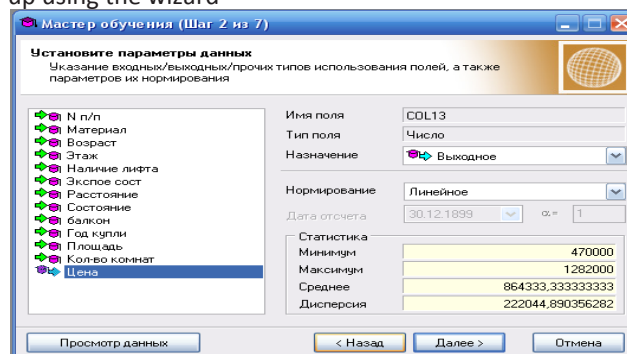 up using the wizard
Мастер обучения (Шаг 2 из 7)
Установите параметры данных
Указание входных/выходных/прочих типов использования полей, а также
параметров их нормирования
N п/п
Материал
Возраст
Этаж
Наличие лифта
Экспое сост
Расстояние
Состояние
балкон
Год купли
Площадь
Кол-во комнат
Цена
Имя поля COL13
Тип поля Число
Назначение Выходное
Нормирование Линейное
Дата отсчета 30.12.1899 α= 1
Статистика
Минимум 470000
Максимум 1282000
Среднее 864333,333333333
Дисперсия 222044,890356282
Просмотр данных < Назад Далее > Отмена